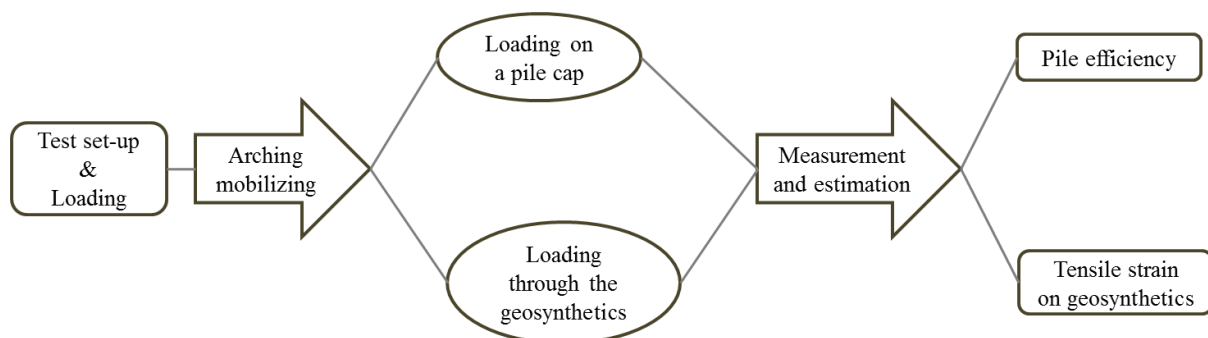 Test set-up
&
Loading
Arching
mobilizing
Loading on
a pile cap
Loading
through the
geosynthetics
Measurement
and estimation
Pile efficiency
Tensile strain
on geosynthetics